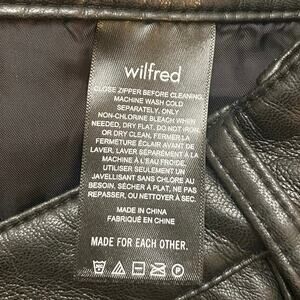 wilfred
CLOSE ZIPPER BEFORE CLEANING.
MACHINE WASH COLD
SEPARATELY, ONLY
NON-CHLORINE BLEACH WHEN
NEEDED, DRY FLAT. DO NOT IRON
OR DRY CLEAN, FERMER LA
FERMETURE ÉCLAIR AVANT DE
LAVER. LAVER SÉPARÉMENT À LA
MACHINE À L'EAU FROIDE.
UTILISER SEULEMENT UN
JAVELLISANT SANS CHLORE AU
BESOIN, SÉCHER À PLAT, NE PAS
REPASSER, OU NETTOYER À SEC.
MADE IN CHINA
FABRIQUÉ EN CHINE
MADE FOR EACH OTHER.